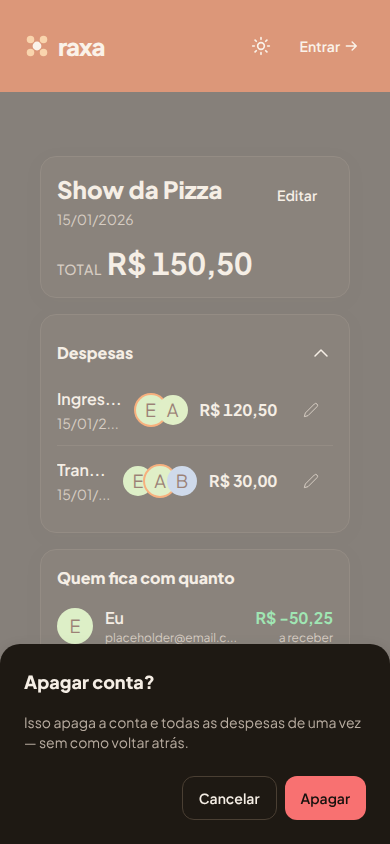 raxa
Entrar →
Show da Pizza
Editar
15/01/2026
TOTAL R$ 150,50
Despesas
Ingres...
E A
R$ 120,50
15/01/2...
Tran...
E A B
R$ 30,00
15/01/...
Quem fica com quanto
E
Eu
R$ -50,25
placeholder@email.c...
a receber
Apagar conta?
Isso apaga a conta e todas as despesas de uma vez
— sem como voltar atrás.
Cancelar
Apagar